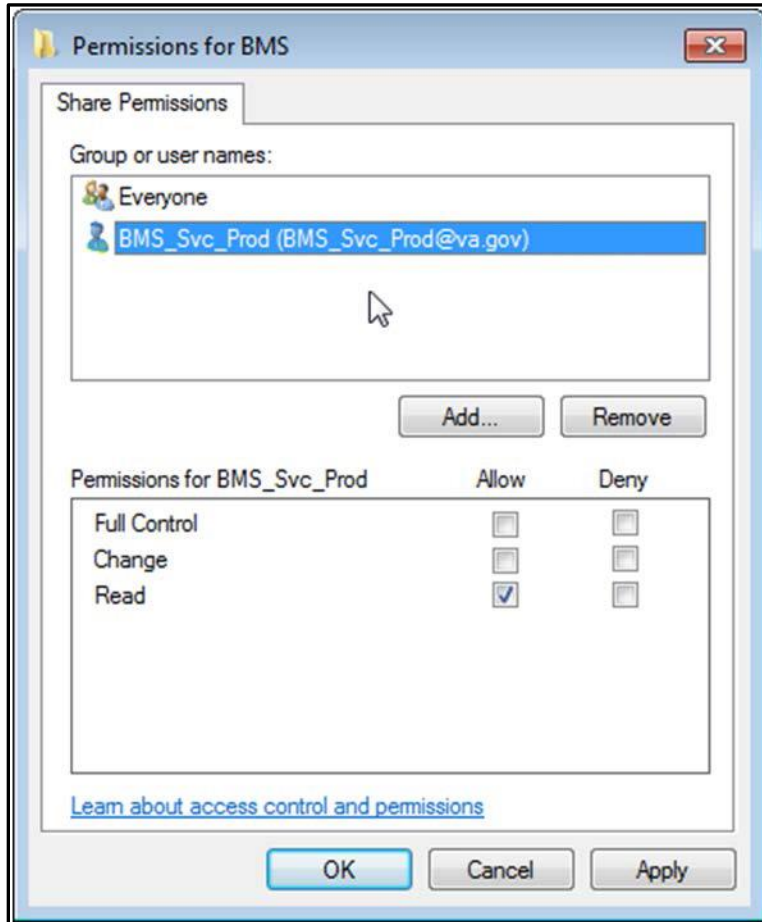 Permissions for BMS
Share Permissions
Group or user names:
Everyone
BMS_Svc_Prod (BMS_Svc_Prod@va.gov)
Add... Remove
Permissions for BMS_Svc_Prod Allow Deny
Full Control
Change
Read
Learn about access control and permissions
OK Cancel Apply